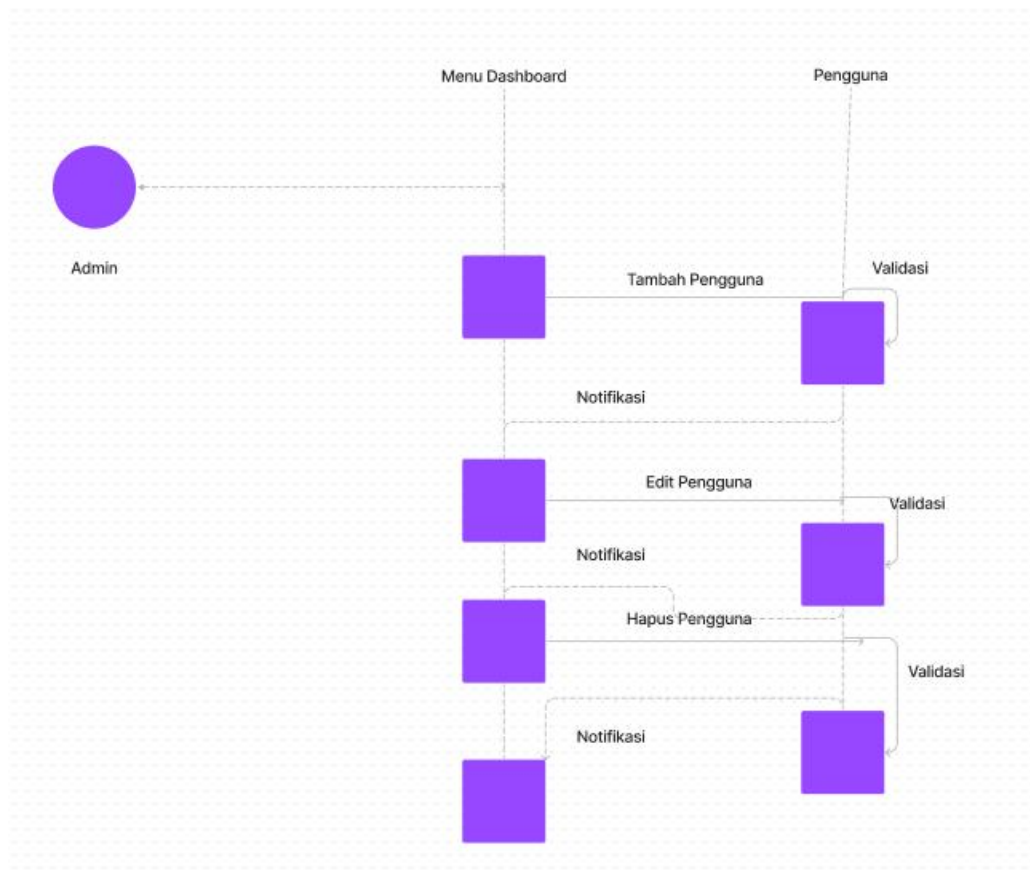 Menu Dashboard
Pengguna
Admin
Tambah Pengguna
Validasi
Notifikasi
Edit Pengguna
Validasi
Notifikasi
Hapus Pengguna
Validasi
Notifikasi